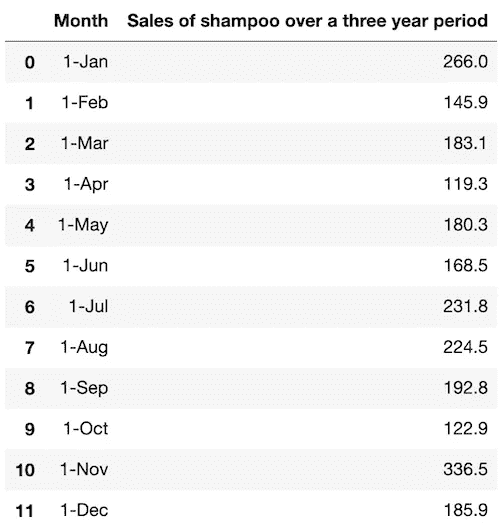 Month Sales of shampoo over a three year period
0 1-Jan 266.0
1 1-Feb 145.9
2 1-Mar 183.1
3 1-Apr 119.3
4 1-May 180.3
5 1-Jun 168.5
6 1-Jul 231.8
7 1-Aug 224.5
8 1-Sep 192.8
9 1-Oct 122.9
10 1-Nov 336.5
11 1-Dec 185.9